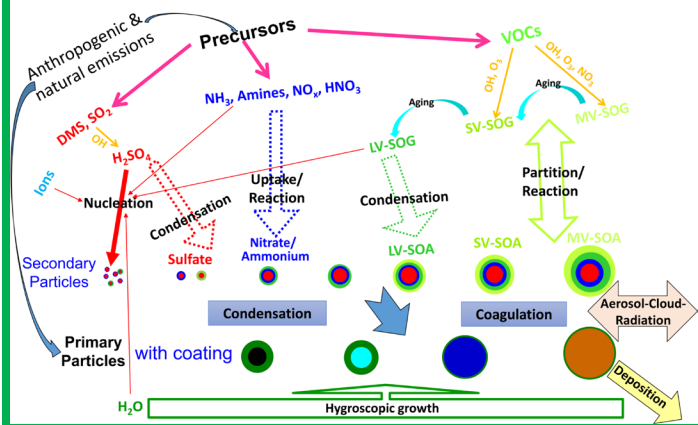 Anthropogenic &
natural emissions
Precursors
VOCs
OH, O₃
OH, O₃, NO₃
Aging
Aging
DMS, SO₂
OH
NH₃, Amines, NOₓ, HNO₃
SV-SOG
MV-SOG
H₂SO₄
LV-SOG
Ions
Nucleation
Condensation
Uptake/
Reaction
Condensation
Partition/
Reaction
Sulfate
Nitrate/
Ammonium
LV-SOA
SV-SOA
MV-SOA
Secondary
Particles
Condensation
Coagulation
Aerosol-Cloud-
Radiation
Primary
Particles
with coating
Deposition
H₂O
Hygroscopic growth